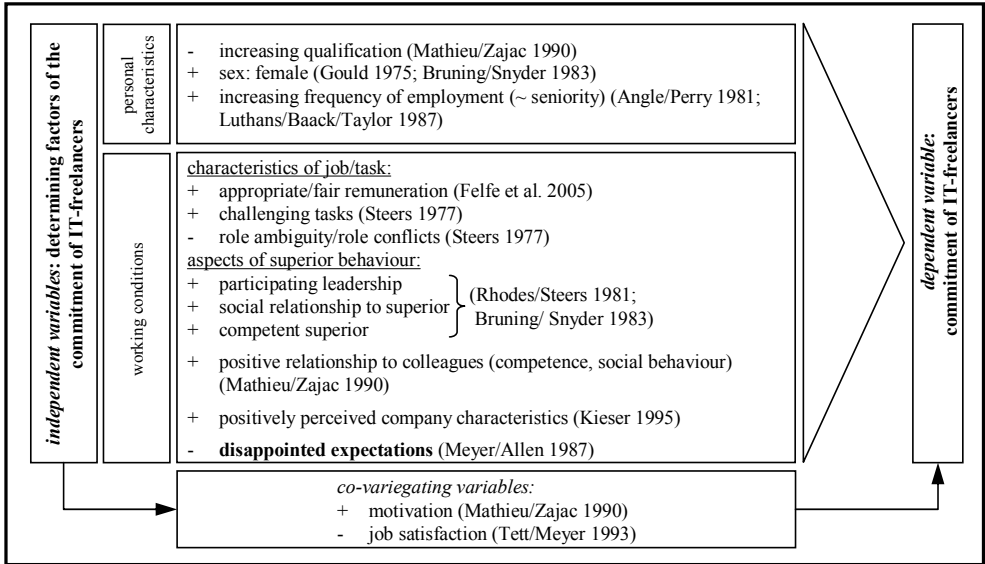 independent variables: determining factors of the
commitment of IT-freelancers
personal
characteristics
- increasing qualification (Mathieu/Zajac 1990)
+ sex: female (Gould 1975; Bruning/Snyder 1983)
+ increasing frequency of employment (~ seniority) (Angle/Perry 1981;
Luthans/Baack/Taylor 1987)
working conditions
characteristics of job/task:
+ appropriate/fair remuneration (Felfe et al. 2005)
+ challenging tasks (Steers 1977)
- role ambiguity/role conflicts (Steers 1977)
aspects of superior behaviour:
+ participating leadership
+ social relationship to superior
+ competent superior
(Rhodes/Steers 1981;
Bruning/ Snyder 1983)
+ positive relationship to colleagues (competence, social behaviour)
(Mathieu/Zajac 1990)
+ positively perceived company characteristics (Kieser 1995)
- disappointed expectations (Meyer/Allen 1987)
co-variegating variables:
+ motivation (Mathieu/Zajac 1990)
- job satisfaction (Tett/Meyer 1993)
dependent variable:
commitment of IT-freelancers